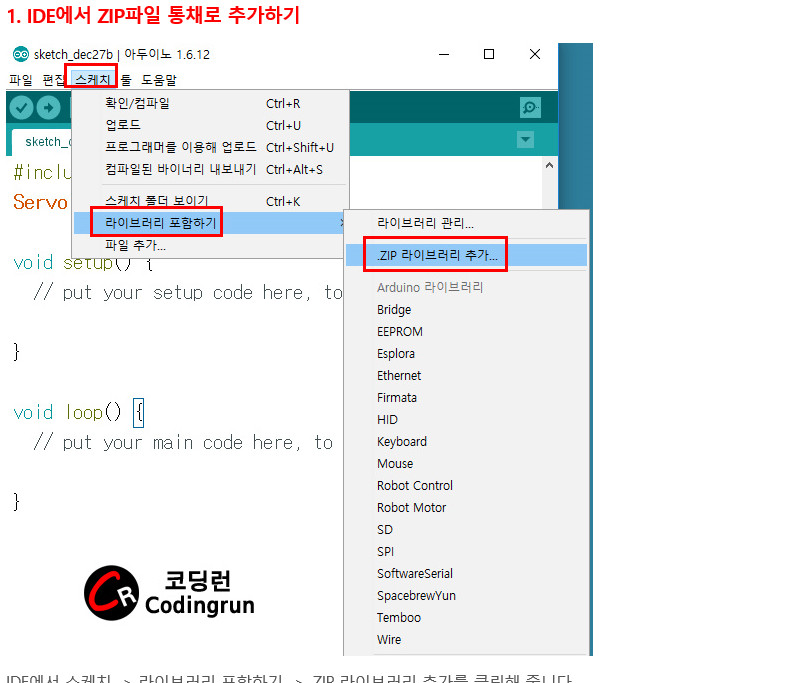 1. IDE에서 ZIP파일 통채로 추가하기
sketch_dec27b | 아두이노 1.6.12
파일 편집 스케치 툴 도움말
확인/컴파일 Ctrl+R
업로드 Ctrl+U
프로그래머를 이용해 업로드 Ctrl+Shift+U
컴파일된 바이너리 내보내기 Ctrl+Alt+S
스케치 폴더 보이기 Ctrl+K
라이브러리 포함하기
파일 추가...
라이브러리 관리...
.ZIP 라이브러리 추가...
Arduino 라이브러리
Bridge
EEPROM
Esplora
Ethernet
Firmata
HID
Keyboard
Mouse
Robot Control
Robot Motor
SD
SPI
SoftwareSerial
SpacebrewYun
Temboo
Wire
sketch_d
#inclu
Servo
void setup() {
// put your setup code here, to
}
void loop() {
// put your main code here, to
}
CR
코딩런
Codingrun
IDE에서 스케치 -> 라이브러리 포함하기 -> .ZIP 라이브러리 추가를 클릭해 줍니다